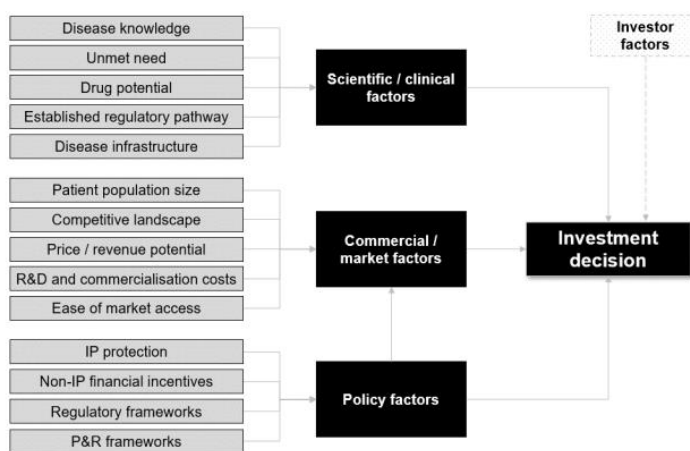 Disease knowledge
Unmet need
Drug potential
Established regulatory pathway
Disease infrastructure
Scientific / clinical
factors
Investor
factors
Patient population size
Competitive landscape
Price / revenue potential
R&D and commercialisation costs
Ease of market access
Commercial /
market factors
Investment
decision
IP protection
Non-IP financial incentives
Regulatory frameworks
P&R frameworks
Policy factors